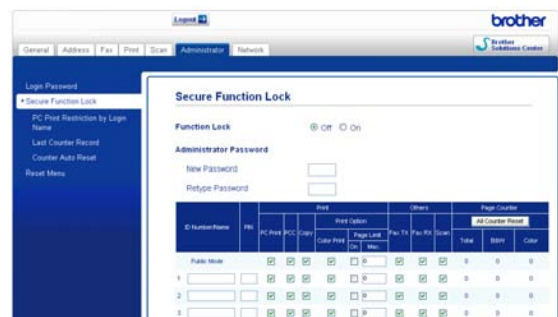 Logout
brother
General Address Fax Print Scan Administrator Network
Brother Solutions Center
Login Password
Secure Function Lock
PC Print Restriction by Login Name
Last Counter Record
Counter Auto Reset
Reset Menu
Secure Function Lock
Function Lock Off On
Administrator Password
New Password
Retype Password
Print Others Page Counter
Print Option All Counter Reset
ID Number/Name PIN PC Print PCC Copy Color Print Page Limit Fax TX Fax RX Scan Total B&W Color
On Max.
Public Mode 0 0 0 0
1 0 0 0 0
2 0 0 0 0
3 0 0 0 0